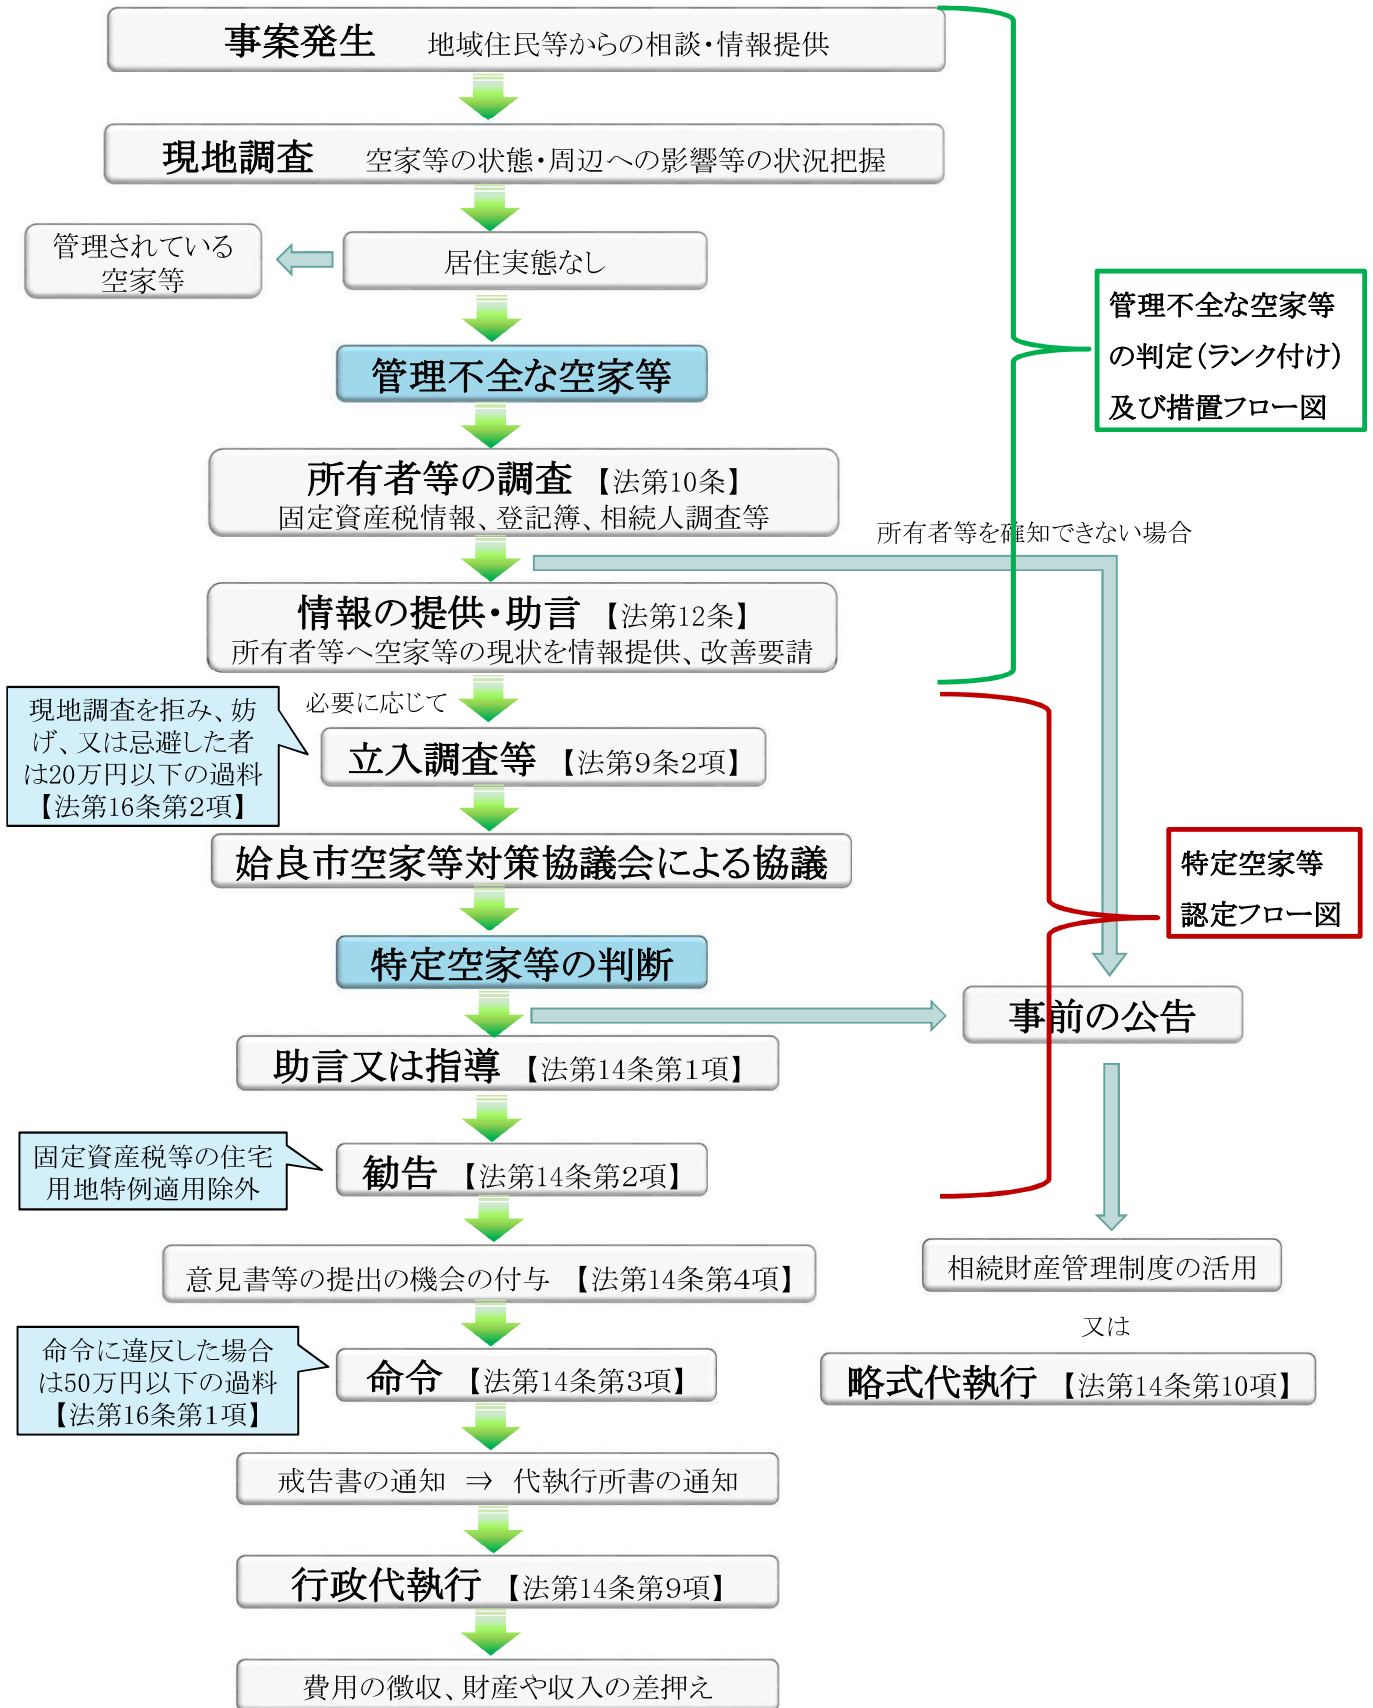 事案発生 地域住民等からの相談・情報提供
現地調査 空家等の状態・周辺への影響等の状況把握
管理されている
空家等
居住実態なし
管理不全な空家等
の判定（ランク付け）
及び措置フロー図
管理不全な空家等
所有者等の調査 【法第10条】
固定資産税情報、登記簿、相続人調査等
所有者等を確知できない場合
情報の提供・助言 【法第12条】
所有者等へ空家等の現状を情報提供、改善要請
必要に応じて
現地調査を拒み、妨
げ、又は忌避した者
は20万円以下の過料
【法第16条第２項】
立入調査等 【法第９条２項】
姶良市空家等対策協議会による協議
特定空家等
認定フロー図
特定空家等の判断
事前の公告
助言又は指導 【法第14条第１項】
固定資産税等の住宅
用地特例適用除外
勧告 【法第14条第２項】
意見書等の提出の機会の付与 【法第14条第４項】
相続財産管理制度の活用
又は
略式代執行 【法第14条第10項】
命令に違反した場合
は50万円以下の過料
【法第16条第１項】
命令 【法第14条第３項】
戒告書の通知 ⇒ 代執行所書の通知
行政代執行 【法第14条第９項】
費用の徴収、財産や収入の差押え